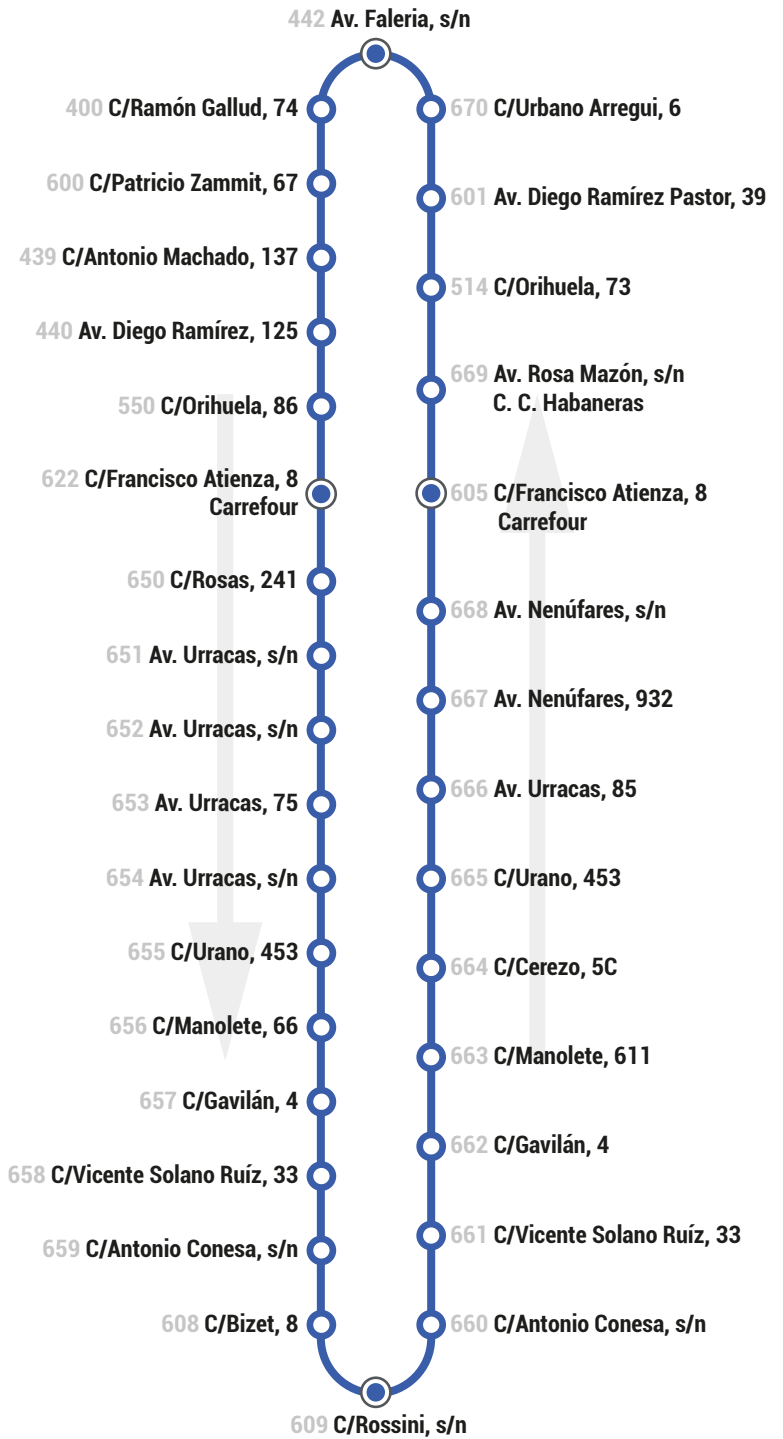 442 Av. Faleria, s/n
400 C/Ramón Gallud, 74
600 C/Patricio Zammit, 67
439 C/Antonio Machado, 137
440 Av. Diego Ramírez, 125
550 C/Orihuela, 86
622 C/Francisco Atienza, 8
Carrefour
650 C/Rosas, 241
651 Av. Urracas, s/n
652 Av. Urracas, s/n
653 Av. Urracas, 75
654 Av. Urracas, s/n
655 C/Urano, 453
656 C/Manolete, 66
657 C/Gavilán, 4
658 C/Vicente Solano Ruíz, 33
659 C/Antonio Conesa, s/n
608 C/Bizet, 8
670 C/Urbano Arregui, 6
601 Av. Diego Ramírez Pastor, 39
514 C/Orihuela, 73
669 Av. Rosa Mazón, s/n
C. C. Habaneras
605 C/Francisco Atienza, 8
Carrefour
668 Av. Nenúfares, s/n
667 Av. Nenúfares, 932
666 Av. Urracas, 85
665 C/Urano, 453
664 C/Cerezo, 5C
663 C/Manolete, 611
662 C/Gavilán, 4
661 C/Vicente Solano Ruíz, 33
660 C/Antonio Conesa, s/n
609 C/Rossini, s/n